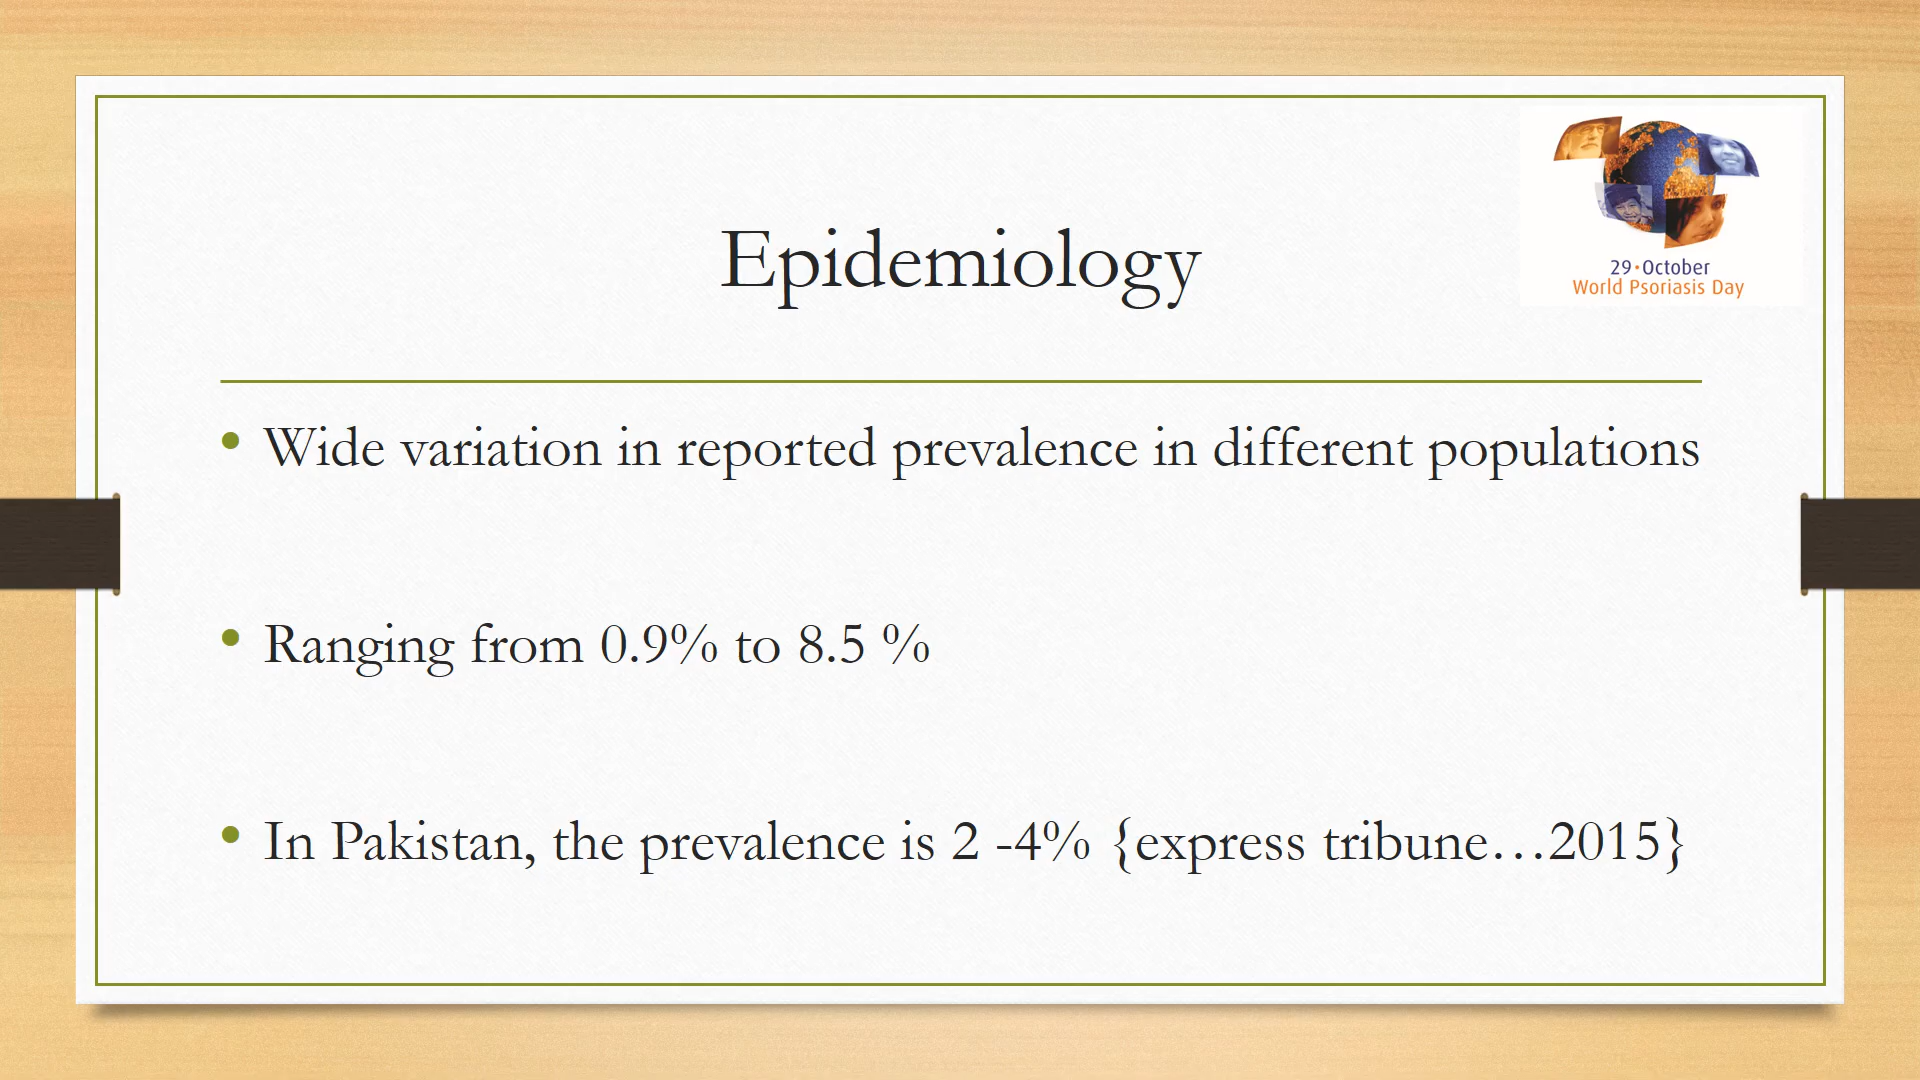 29·October
World Psoriasis Day
Epidemiology
• Wide variation in reported prevalence in different populations
• Ranging from 0.9% to 8.5 %
• In Pakistan, the prevalence is 2 -4% {express tribune…2015}